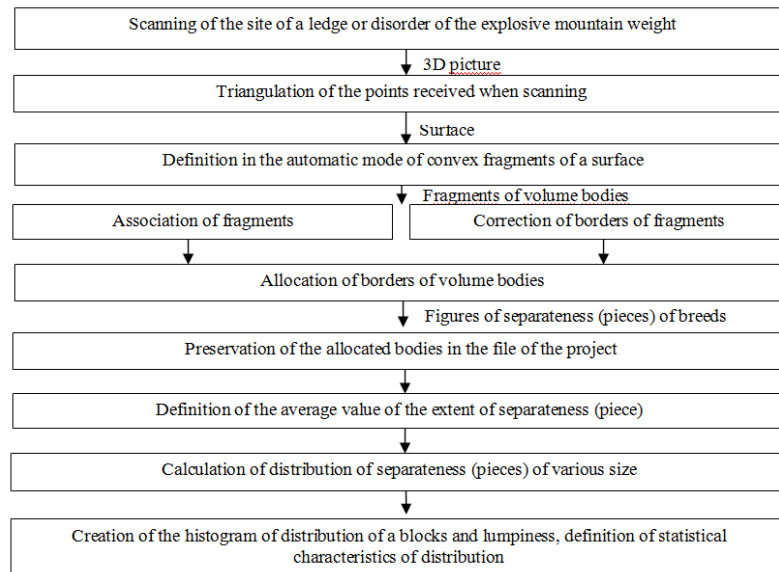 Scanning of the site of a ledge or disorder of the explosive mountain weight
3D picture
Triangulation of the points received when scanning
Surface
Definition in the automatic mode of convex fragments of a surface
Fragments of volume bodies
Association of fragments
Correction of borders of fragments
Allocation of borders of volume bodies
Figures of separateness (pieces) of breeds
Preservation of the allocated bodies in the file of the project
Definition of the average value of the extent of separateness (piece)
Calculation of distribution of separateness (pieces) of various size
Creation of the histogram of distribution of a blocks and lumpiness, definition of statistical
characteristics of distribution